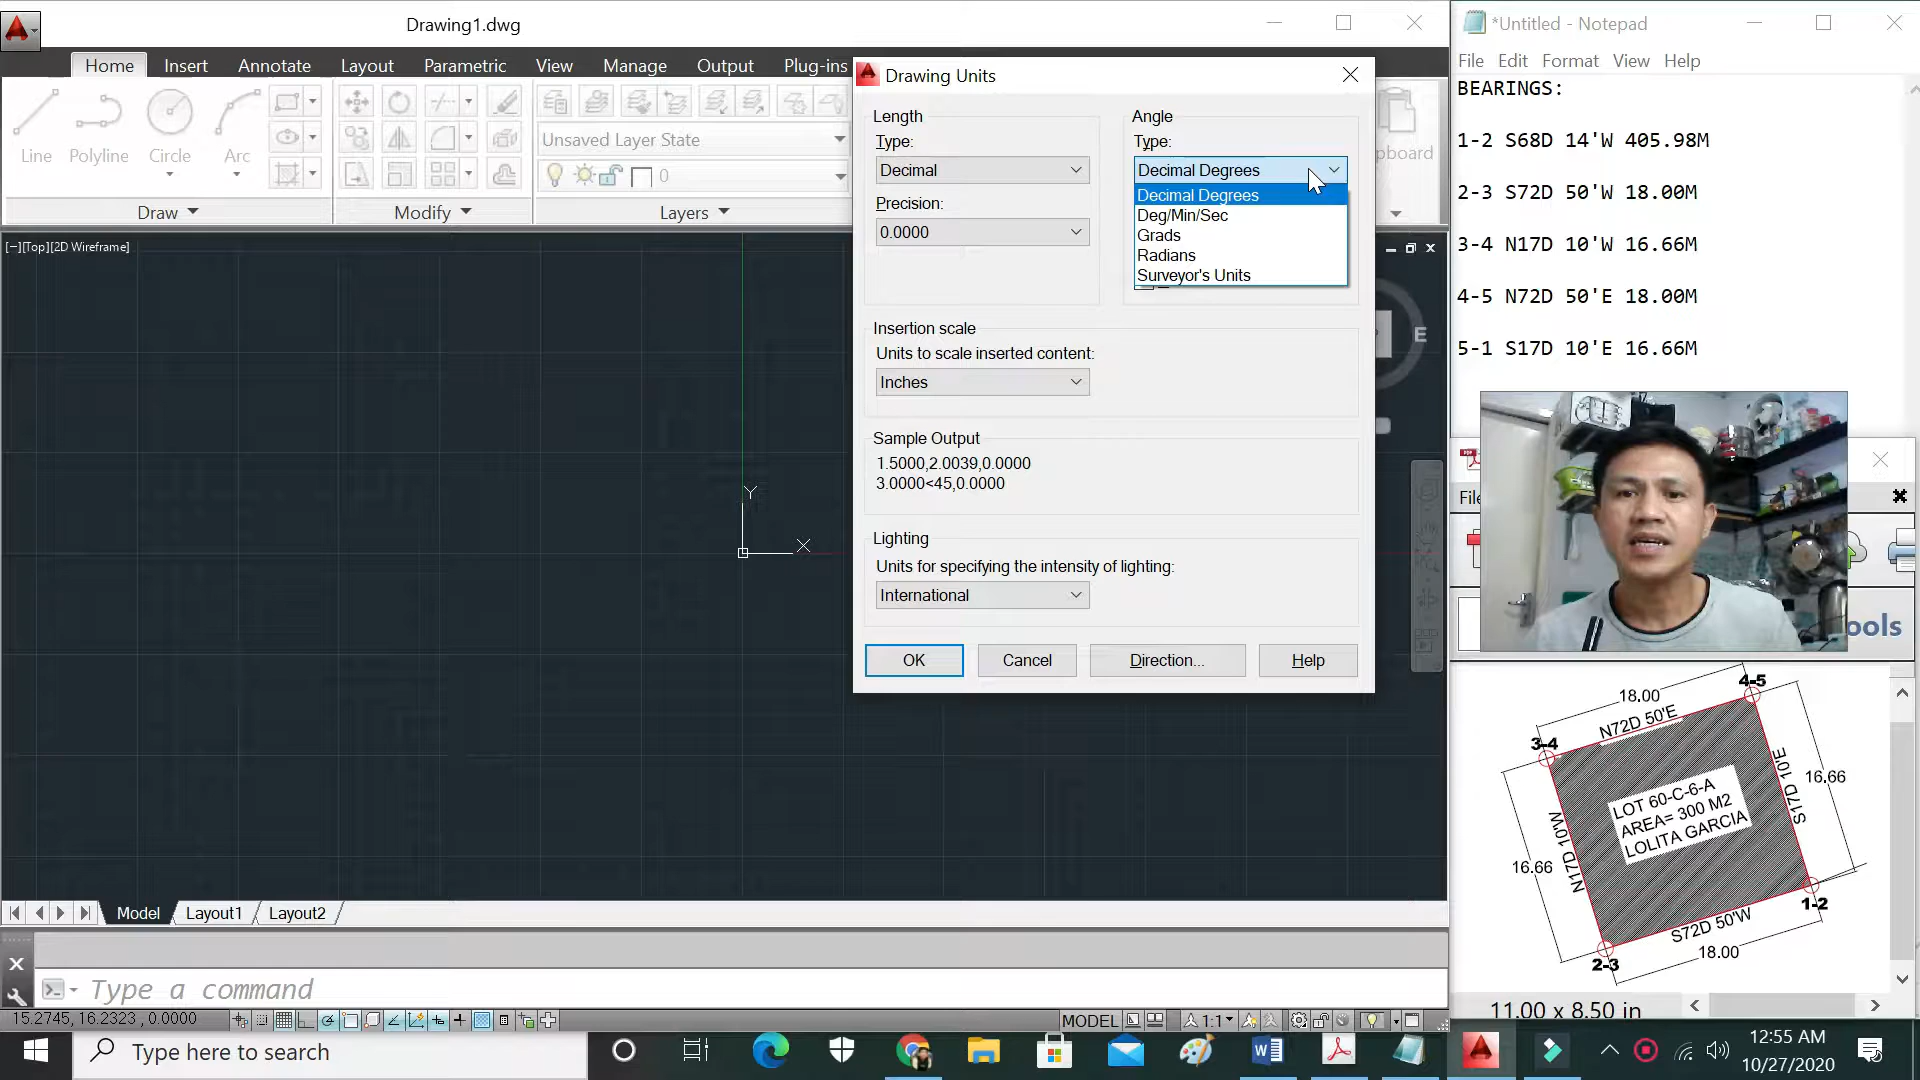 Drawing1.dwg
Home Insert Annotate Layout Parametric View Manage Output Plug-ins
Line Polyline Circle Arc
Unsaved Layer State
0
Draw Modify Layers
[−][Top][2D Wireframe]
Drawing Units
Length
Type:
Decimal
Precision:
0.0000
Angle
Type:
Decimal Degrees
Decimal Degrees
Deg/Min/Sec
Grads
Radians
Surveyor's Units
Insertion scale
Units to scale inserted content:
Inches
Sample Output
1.5000,2.0039,0.0000
3.0000<45,0.0000
Lighting
Units for specifying the intensity of lighting:
International
OK Cancel Direction... Help
pboard
E
Y
X
Model Layout1 Layout2
Type a command
15.2745, 16.2323 , 0.0000
MODEL 1:1
*Untitled - Notepad
File Edit Format View Help
BEARINGS:
1-2 S68D 14'W 405.98M
2-3 S72D 50'W 18.00M
3-4 N17D 10'W 16.66M
4-5 N72D 50'E 18.00M
5-1 S17D 10'E 16.66M
File
ools
4-5
18.00
N72D 50'E
3-4
16.66
S17D 10'E
LOT 60-C-6-A
AREA= 300 M2
LOLITA GARCIA
N17D 10'W
16.66
1-2
S72D 50'W
18.00
2-3
11.00 x 8.50 in
Type here to search
12:55 AM
10/27/2020